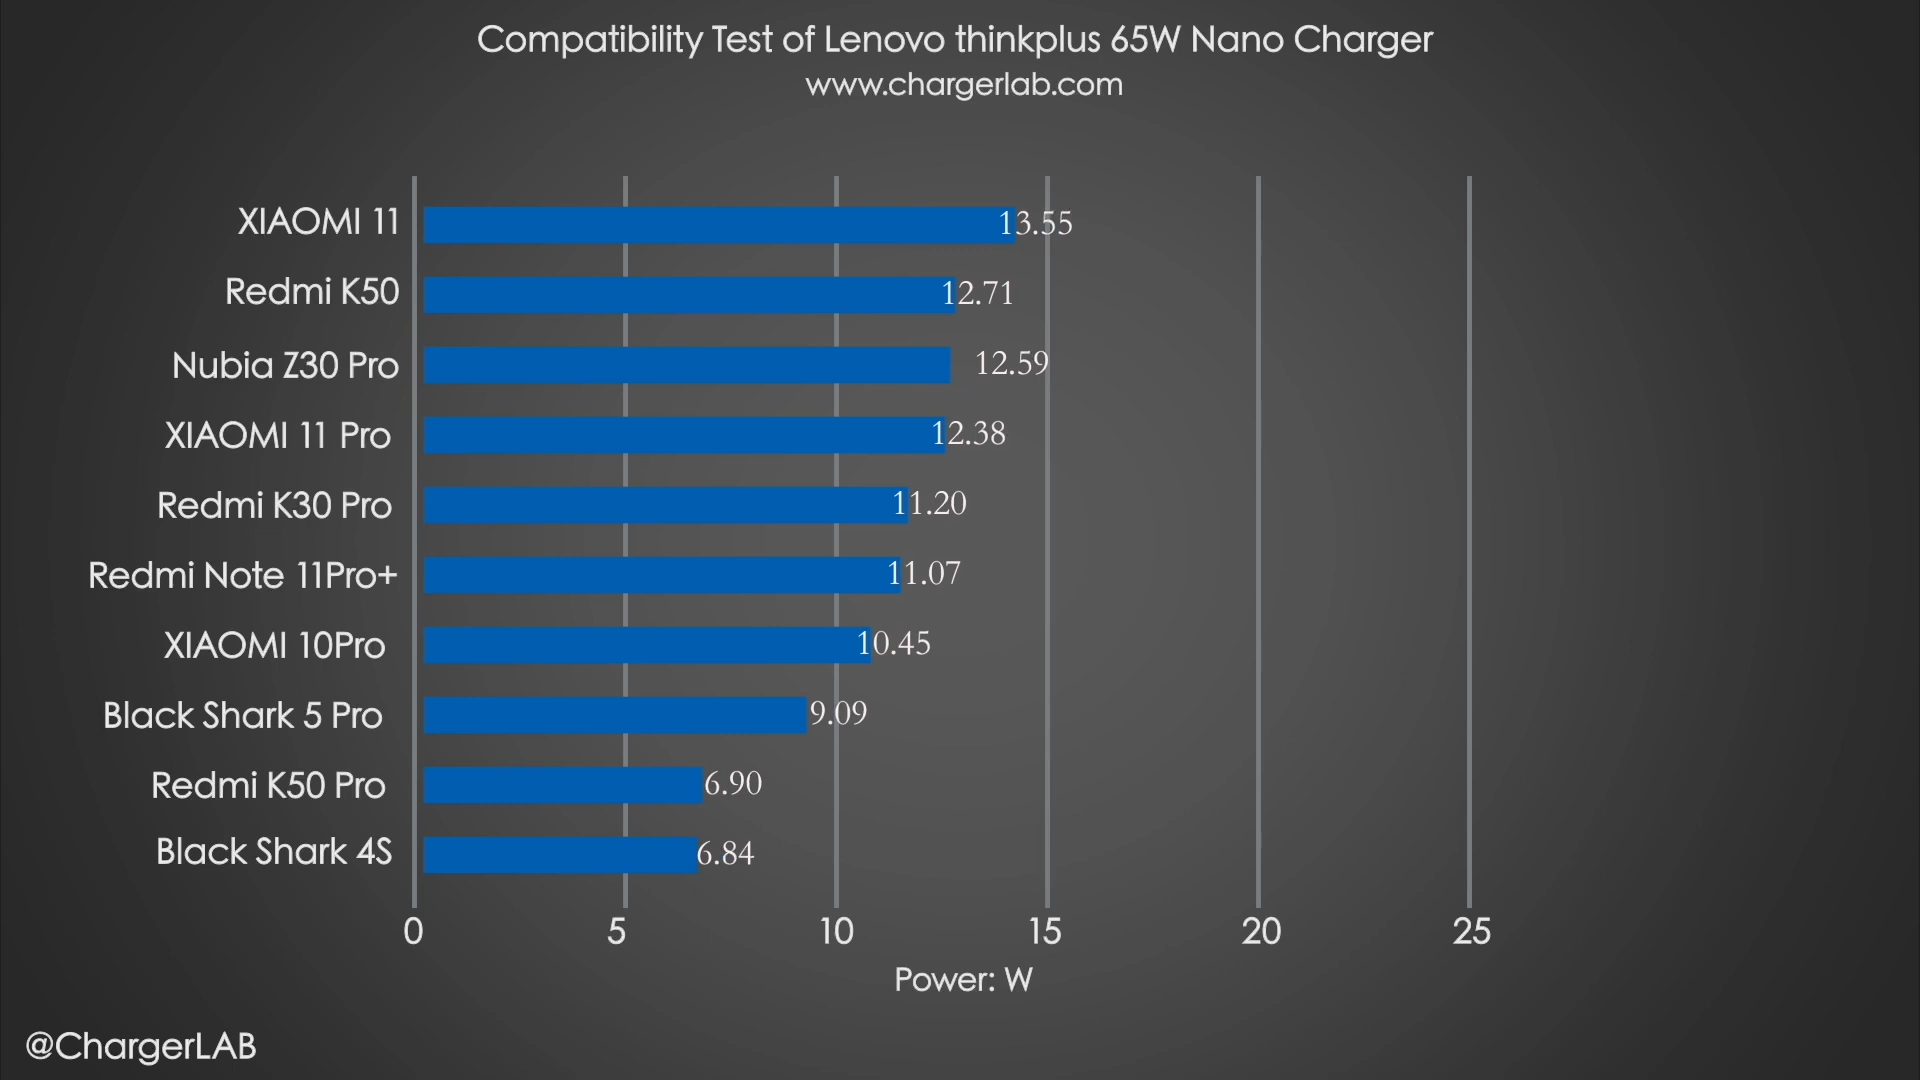 Compatibility Test of Lenovo thinkplus 65W Nano Charger
www.chargerlab.com
XIAOMI 11 13.55
Redmi K50 12.71
Nubia Z30 Pro 12.59
XIAOMI 11 Pro 12.38
Redmi K30 Pro 11.20
Redmi Note 11Pro+ 11.07
XIAOMI 10Pro 10.45
Black Shark 5 Pro 9.09
Redmi K50 Pro 6.90
Black Shark 4S 6.84
0 5 10 15 20 25
Power: W
@ChargerLAB